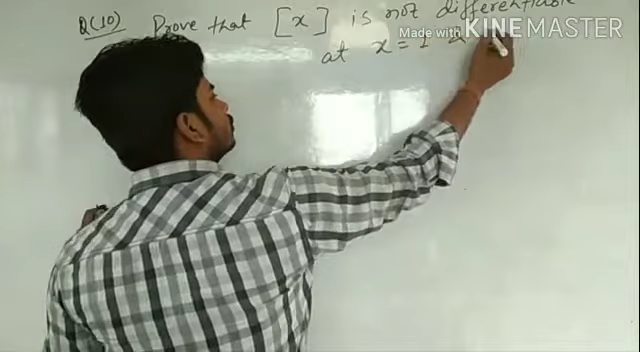 Q(10) Prove that [x] is not differentiable
at x = 1 &
Made with KINEMASTER